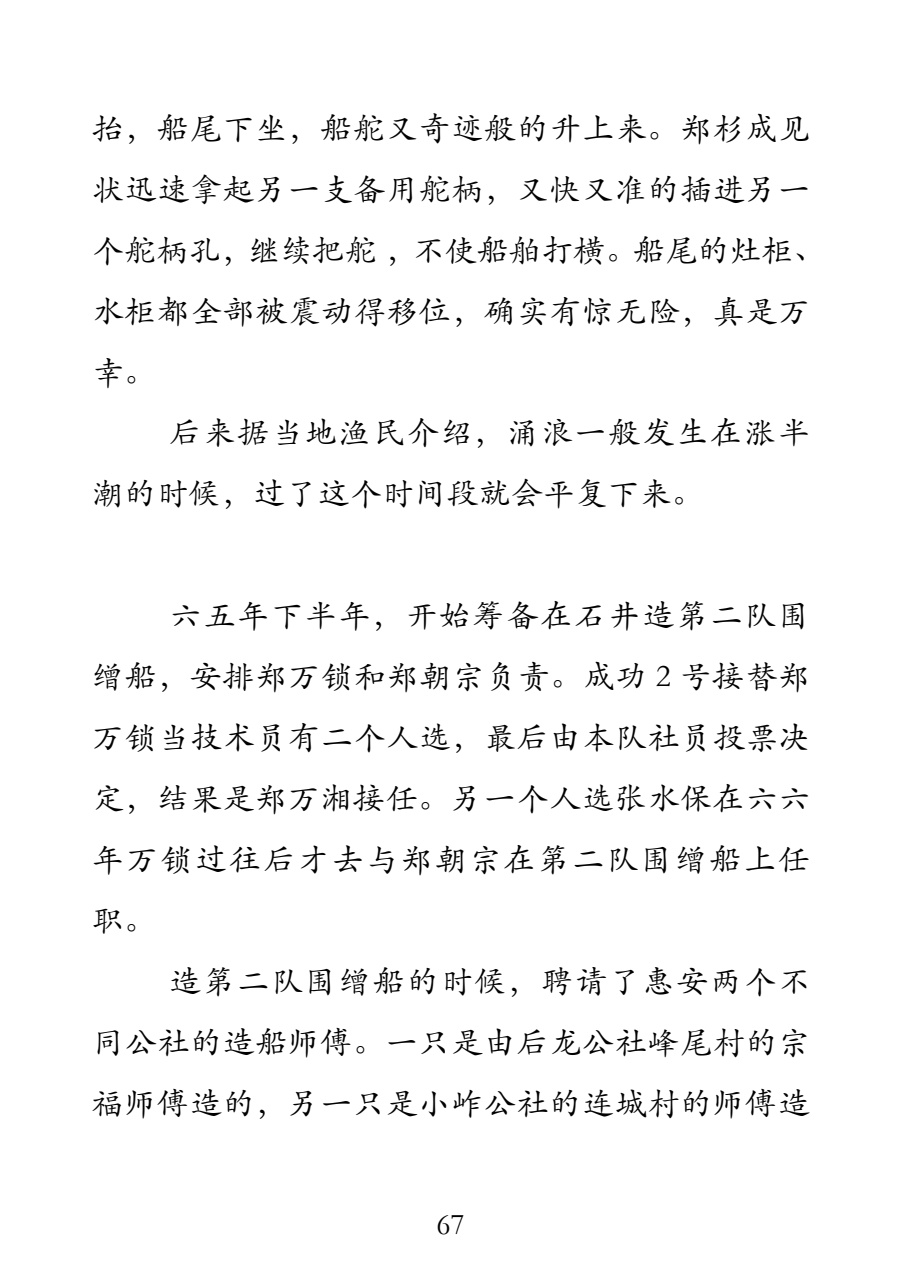 抬，船尾下坐，船舵又奇迹般的升上来。郑杉成见
状迅速拿起另一支备用舵柄，又快又准的插进另一
个舵柄孔，继续把舵，不使船舶打横。船尾的灶柜、
水柜都全部被震动得移位，确实有惊无险，真是万
幸。
后来据当地渔民介绍，涌浪一般发生在涨半
潮的时候，过了这个时间段就会平复下来。
六五年下半年，开始筹备在石井造第二队围
缯船，安排郑万锁和郑朝宗负责。成功 2 号接替郑
万锁当技术员有二个人选，最后由本队社员投票决
定，结果是郑万湘接任。另一个人选张水保在六六
年万锁过往后才去与郑朝宗在第二队围缯船上任
职。
造第二队围缯船的时候，聘请了惠安两个不
同公社的造船师傅。一只是由后龙公社峰尾村的宗
福师傅造的，另一只是小岞公社的连城村的师傅造
67